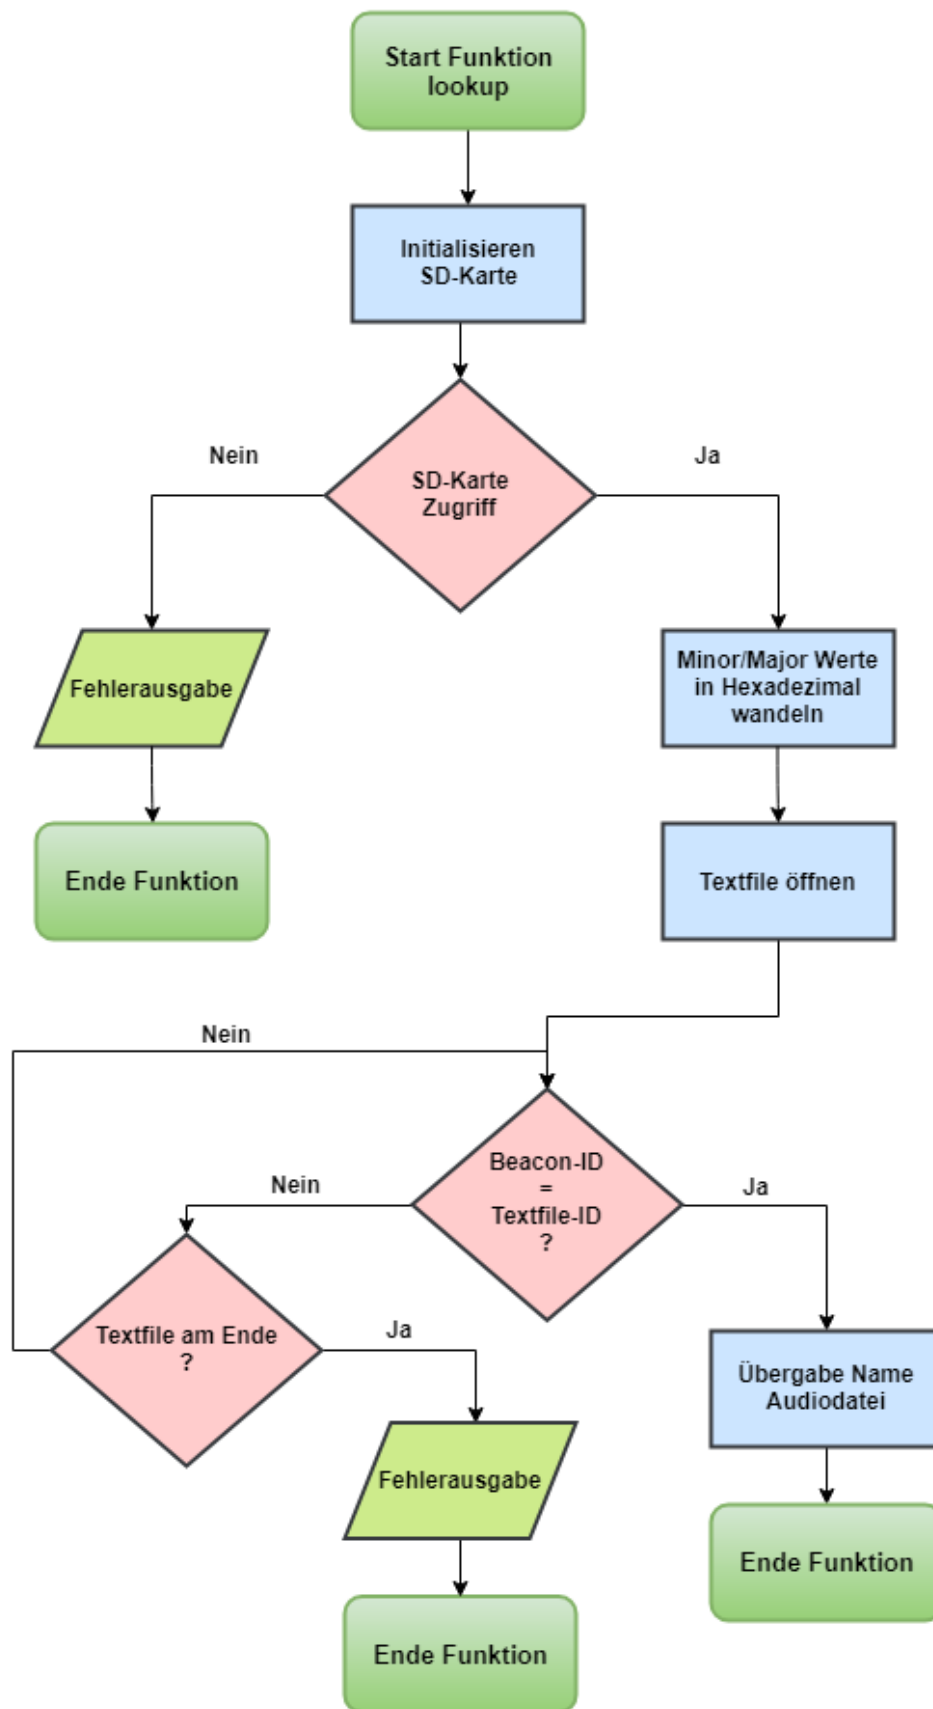 Start Funktion
lookup
Initialisieren
SD-Karte
Nein
Ja
SD-Karte
Zugriff
Fehlerausgabe
Minor/Major Werte
in Hexadezimal
wandeln
Ende Funktion
Textfile öffnen
Nein
Beacon-ID
=
Textfile-ID
?
Nein
Ja
Textfile am Ende
?
Ja
Übergabe Name
Audiodatei
Fehlerausgabe
Ende Funktion
Ende Funktion